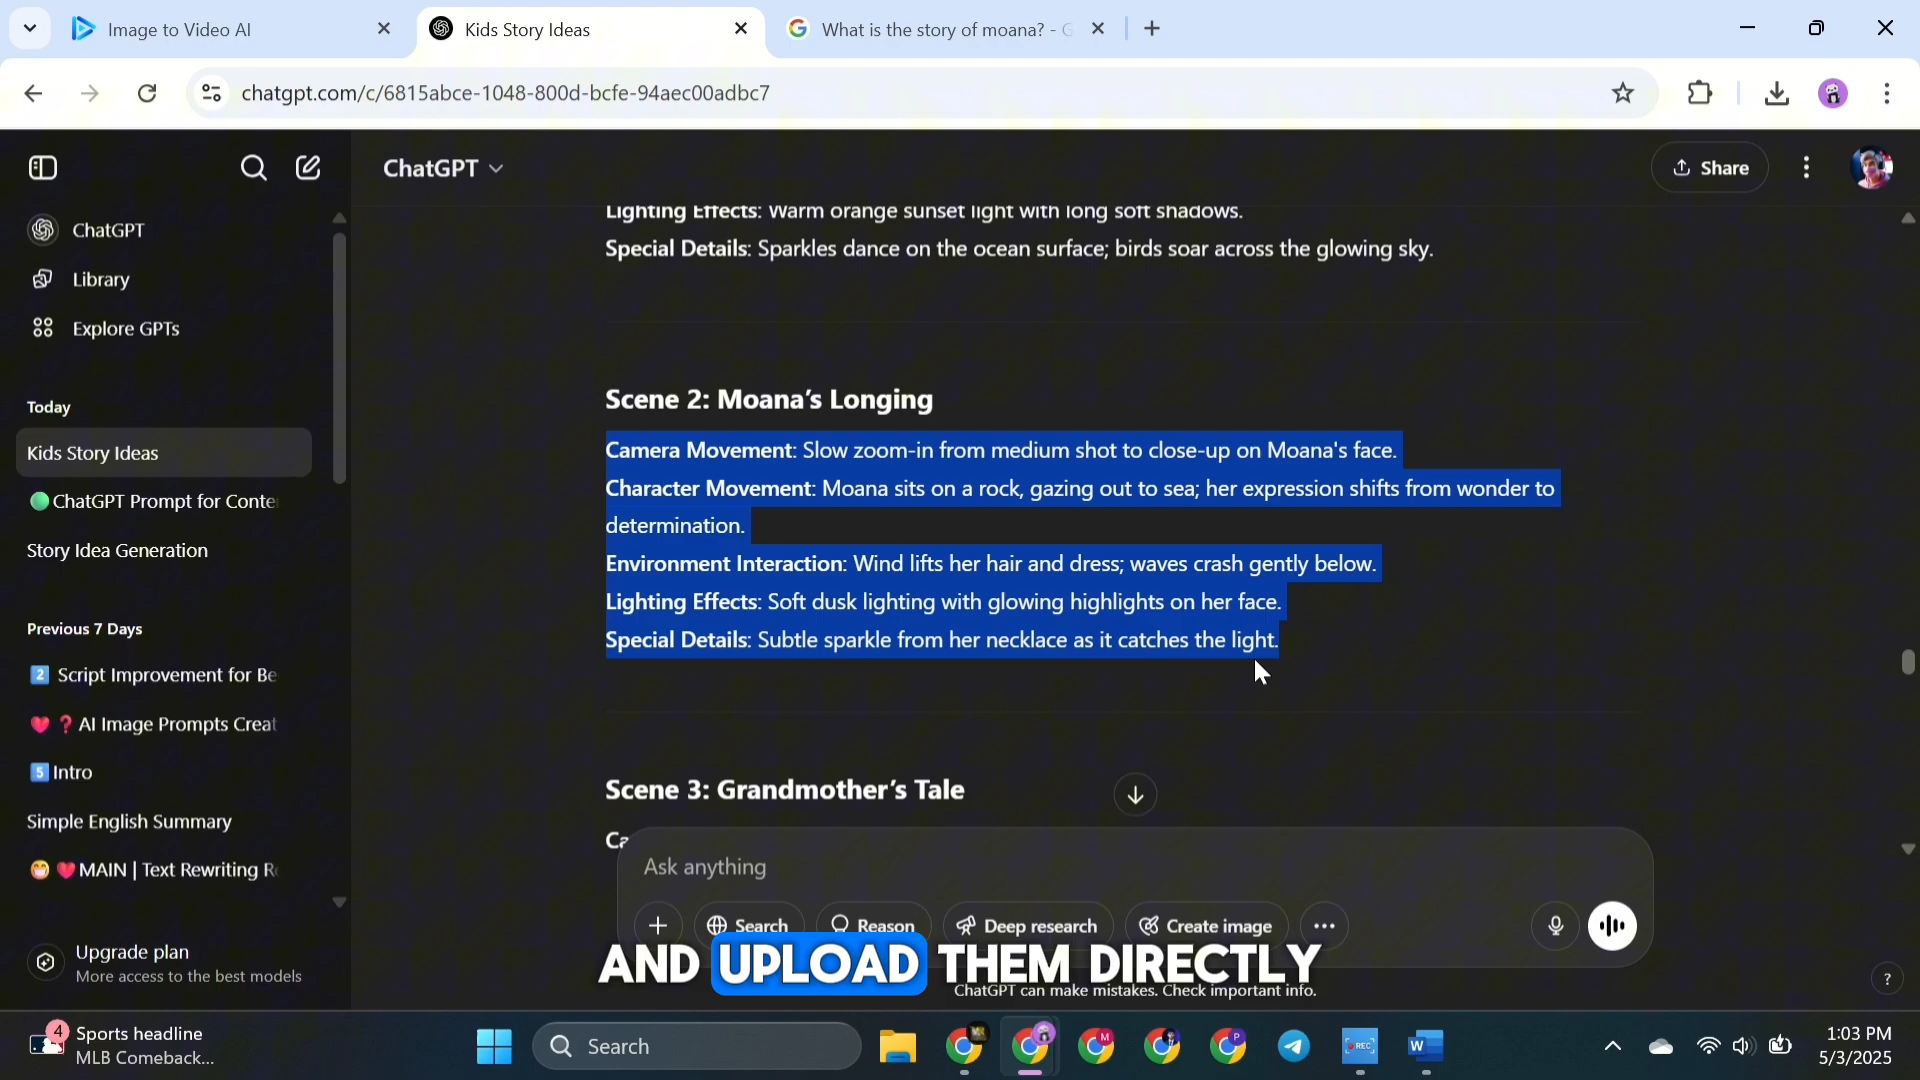 Image to Video AI
Kids Story Ideas
What is the story of moana? - G
chatgpt.com/c/6815abce-1048-800d-bcfe-94aec00adbc7
ChatGPT
Share
ChatGPT
Library
Explore GPTs
Today
Kids Story Ideas
ChatGPT Prompt for Conte
Story Idea Generation
Previous 7 Days
2 Script Improvement for Be
AI Image Prompts Creat
5 Intro
Simple English Summary
MAIN | Text Rewriting R
Upgrade plan
More access to the best models
Lighting Effects: Warm orange sunset light with long soft shadows.
Special Details: Sparkles dance on the ocean surface; birds soar across the glowing sky.
Scene 2: Moana’s Longing
Camera Movement: Slow zoom-in from medium shot to close-up on Moana's face.
Character Movement: Moana sits on a rock, gazing out to sea; her expression shifts from wonder to
determination.
Environment Interaction: Wind lifts her hair and dress; waves crash gently below.
Lighting Effects: Soft dusk lighting with glowing highlights on her face.
Special Details: Subtle sparkle from her necklace as it catches the light.
Scene 3: Grandmother’s Tale
Ca
Ask anything
Search
Reason
Deep research
Create image
AND UPLOAD THEM DIRECTLY
ChatGPT can make mistakes. Check important info.
?
4
Sports headline
MLB Comeback...
Search
M
P
REC
W
1:03 PM
5/3/2025